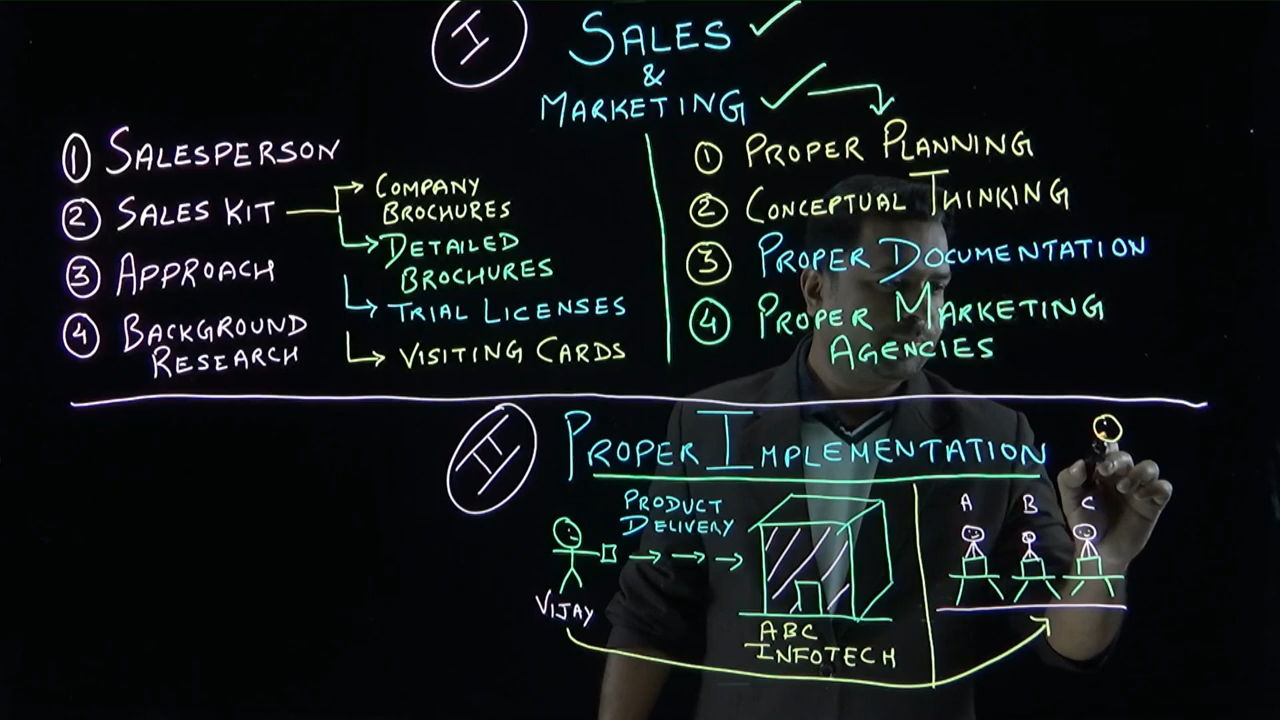 I
SALES
&
MARKETING
1 SALESPERSON
2 SALES KIT
3 APPROACH
4 BACKGROUND
RESEARCH
COMPANY
BROCHURES
DETAILED
BROCHURES
TRIAL LICENSES
VISITING CARDS
1 PROPER PLANNING
2 CONCEPTUAL THINKING
3 PROPER DOCUMENTATION
4 PROPER MARKETING
AGENCIES
II
PROPER IMPLEMENTATION
PRODUCT
DELIVERY
VIJAY
ABC
INFOTECH
A B C